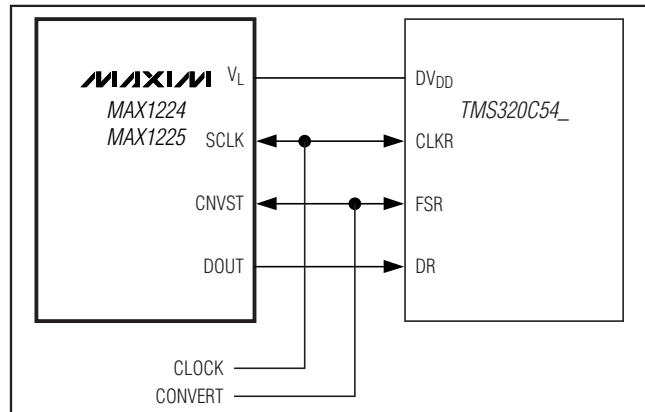 MAXIM
MAX1224
MAX1225
VL
SCLK
CNVST
DOUT
DVDD
TMS320C54_
CLKR
FSR
DR
CLOCK
CONVERT